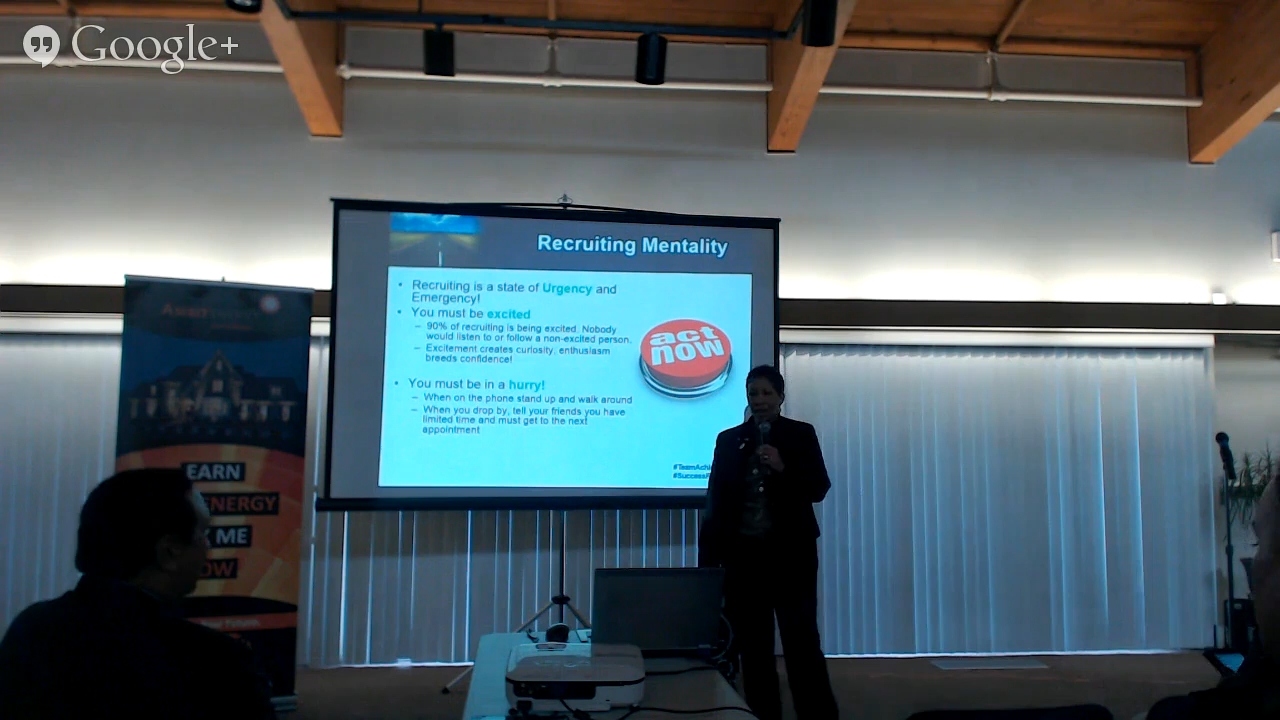 Google+
Recruiting Mentality
• Recruiting is a state of Urgency and
Emergency!
• You must be excited
– 90% of recruiting is being excited. Nobody
would listen to or follow a non-excited person.
– Excitement creates curiosity, enthusiasm
breeds confidence!
• You must be in a hurry!
– When on the phone stand up and walk around
– When you drop by, tell your friends you have
limited time and must get to the next
appointment
act
now
EARN
ENERGY
ME